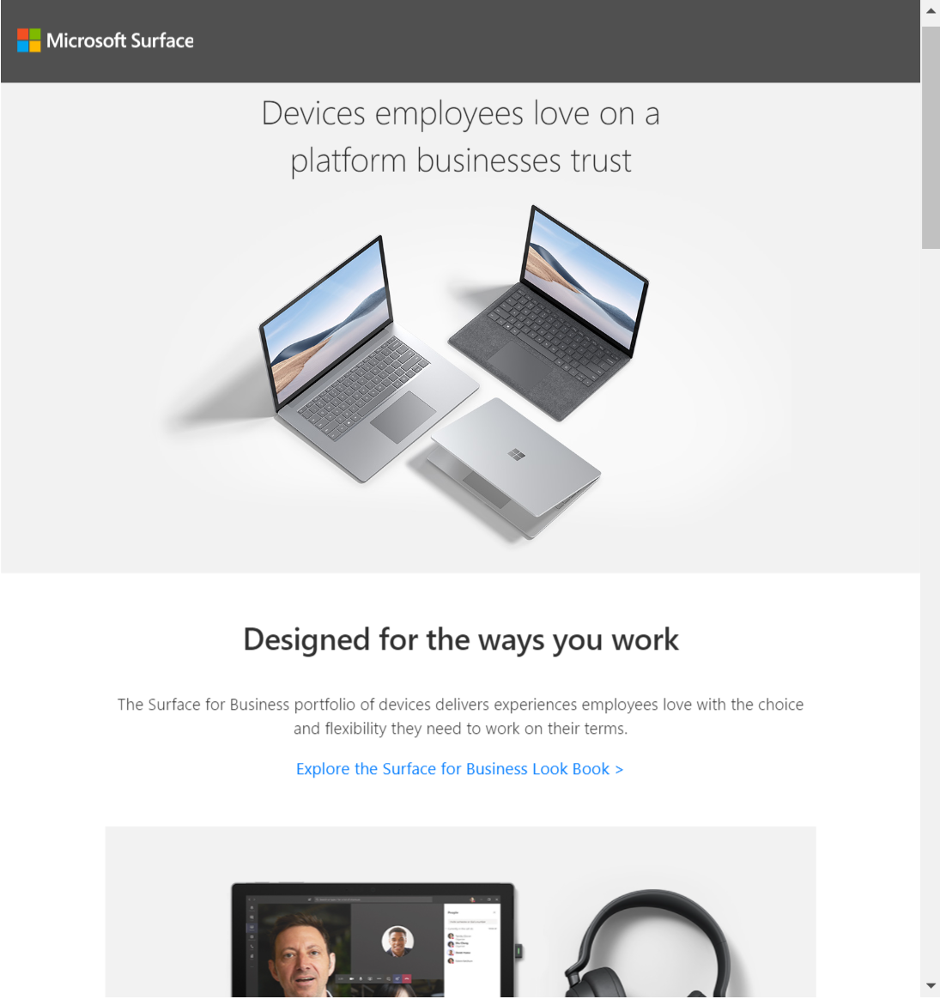 Microsoft Surface
Devices employees love on a
platform businesses trust
Designed for the ways you work
The Surface for Business portfolio of devices delivers experiences employees love with the choice
and flexibility they need to work on their terms.
Explore the Surface for Business Look Book >
People